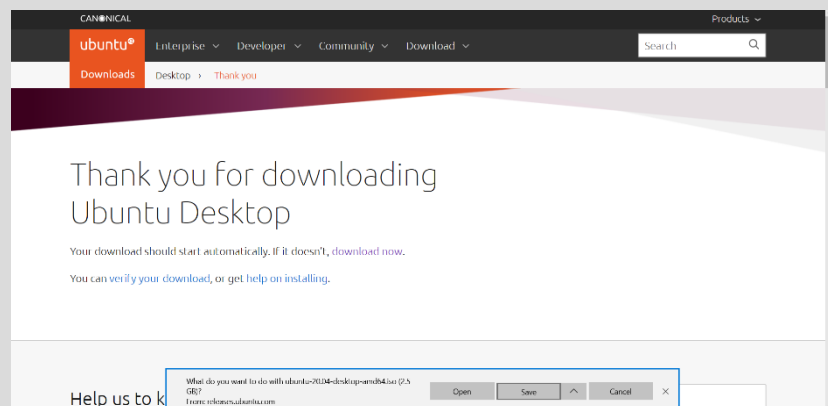 CANONICAL
Products
ubuntu
Enterprise
Developer
Community
Download
Search
Downloads
Desktop › Thank you
Thank you for downloading
Ubuntu Desktop
Your download should start automatically. If it doesn't, download now.
You can verify your download, or get help on installing.
Help us to k
What do you want to do with ubuntu-20.04-desktop-amd64.iso (2.5
GB)?
From: releases.ubuntu.com
Open
Save
Cancel